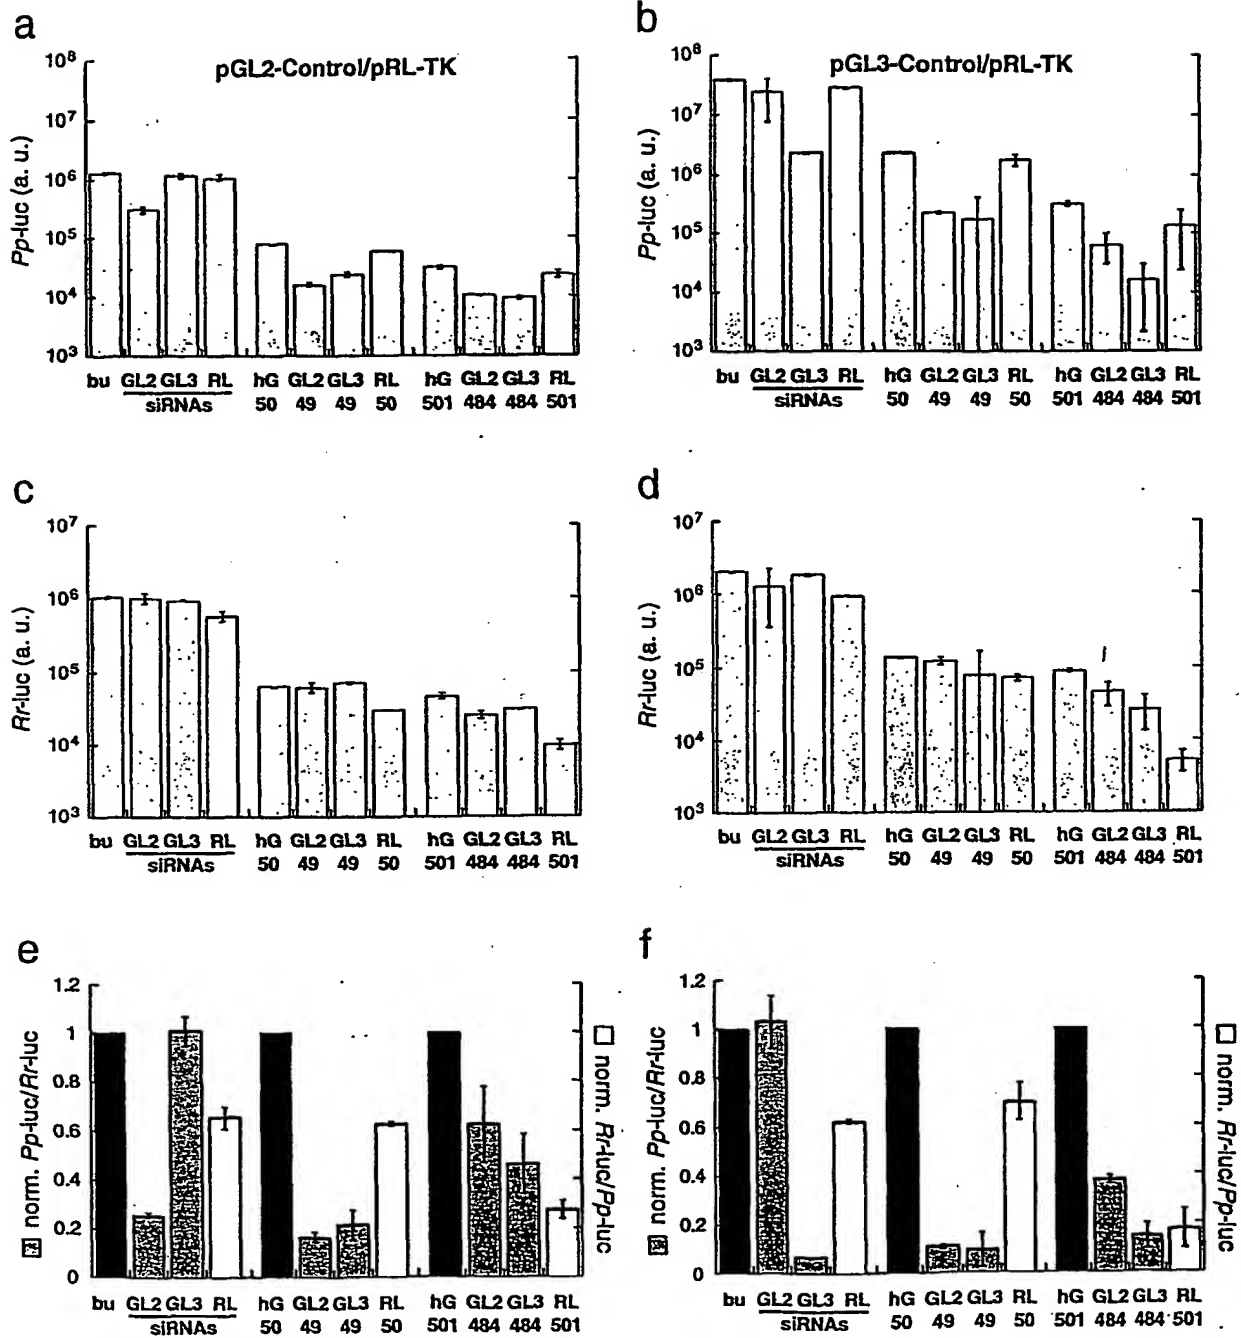 a
b
pGL2-Control/pRL-TK
pGL3-Control/pRL-TK
Pp-luc (a. u.)
10⁸
10⁷
10⁶
10⁵
10⁴
10³
bu GL2 GL3 RL hG GL2 GL3 RL hG GL2 GL3 RL
siRNAs 50 49 49 50 501 484 484 501
Pp-luc (a. u.)
10⁸
10⁷
10⁶
10⁵
10⁴
10³
bu GL2 GL3 RL hG GL2 GL3 RL hG GL2 GL3 RL
siRNAs 50 49 49 50 501 484 484 501
c
d
Rr-luc (a. u.)
10⁷
10⁶
10⁵
10⁴
10³
bu GL2 GL3 RL hG GL2 GL3 RL hG GL2 GL3 RL
siRNAs 50 49 49 50 501 484 484 501
Rr-luc (a. u.)
10⁷
10⁶
10⁵
10⁴
10³
bu GL2 GL3 RL hG GL2 GL3 RL hG GL2 GL3 RL
siRNAs 50 49 49 50 501 484 484 501
e
f
norm. Pp-luc/Rr-luc
1.2
1
0.8
0.6
0.4
0.2
0
norm. Rr-luc/Pp-luc
bu GL2 GL3 RL hG GL2 GL3 RL hG GL2 GL3 RL
siRNAs 50 49 49 50 501 484 484 501
norm. Pp-luc/Rr-luc
1.2
1
0.8
0.6
0.4
0.2
0
norm. Rr-luc/Pp-luc
bu GL2 GL3 RL hG GL2 GL3 RL hG GL2 GL3 RL
siRNAs 50 49 49 50 501 484 484 501